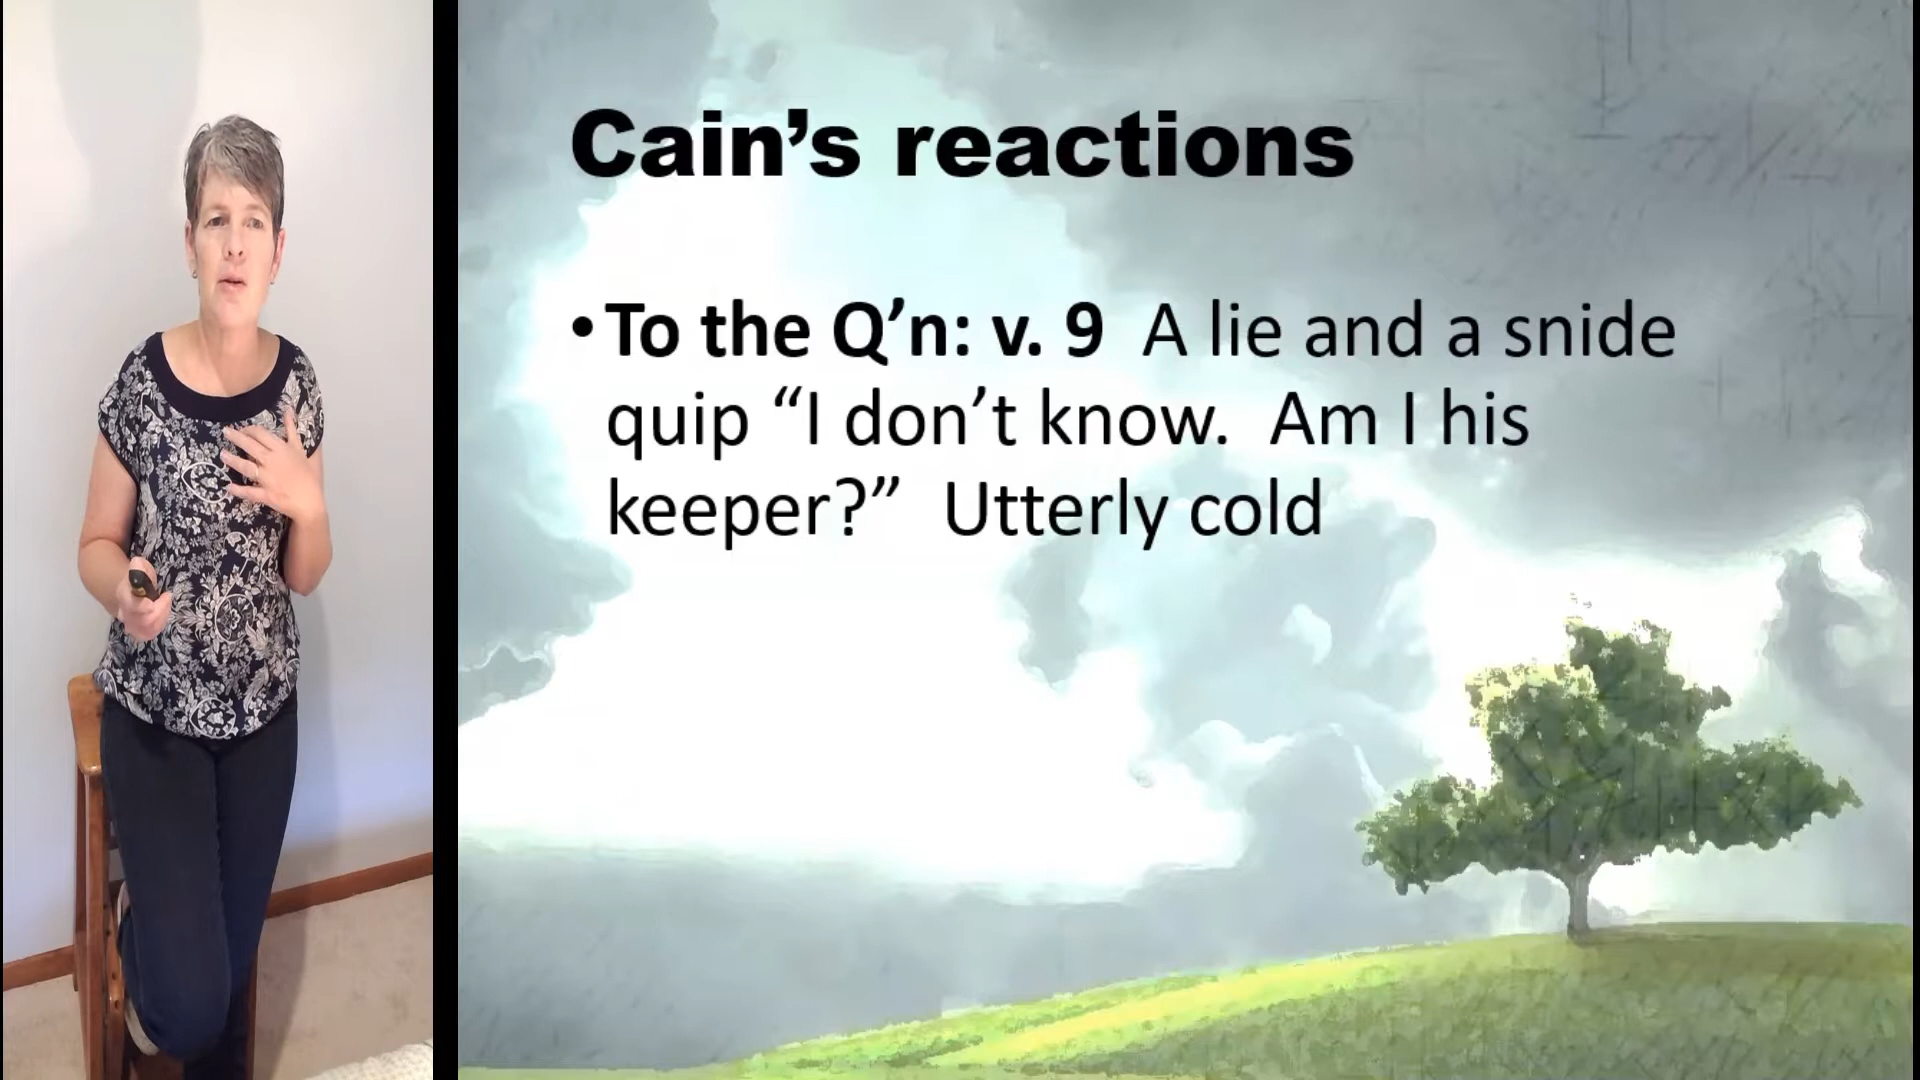 Cain’s reactions
•To the Q’n: v. 9  A lie and a snide
quip “I don’t know.  Am I his
keeper?”  Utterly cold